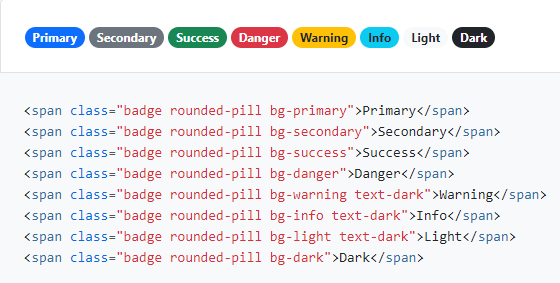 Primary Secondary Success Danger Warning Info Light Dark
<span class="badge rounded-pill bg-primary">Primary</span>
<span class="badge rounded-pill bg-secondary">Secondary</span>
<span class="badge rounded-pill bg-success">Success</span>
<span class="badge rounded-pill bg-danger">Danger</span>
<span class="badge rounded-pill bg-warning text-dark">Warning</span>
<span class="badge rounded-pill bg-info text-dark">Info</span>
<span class="badge rounded-pill bg-light text-dark">Light</span>
<span class="badge rounded-pill bg-dark">Dark</span>